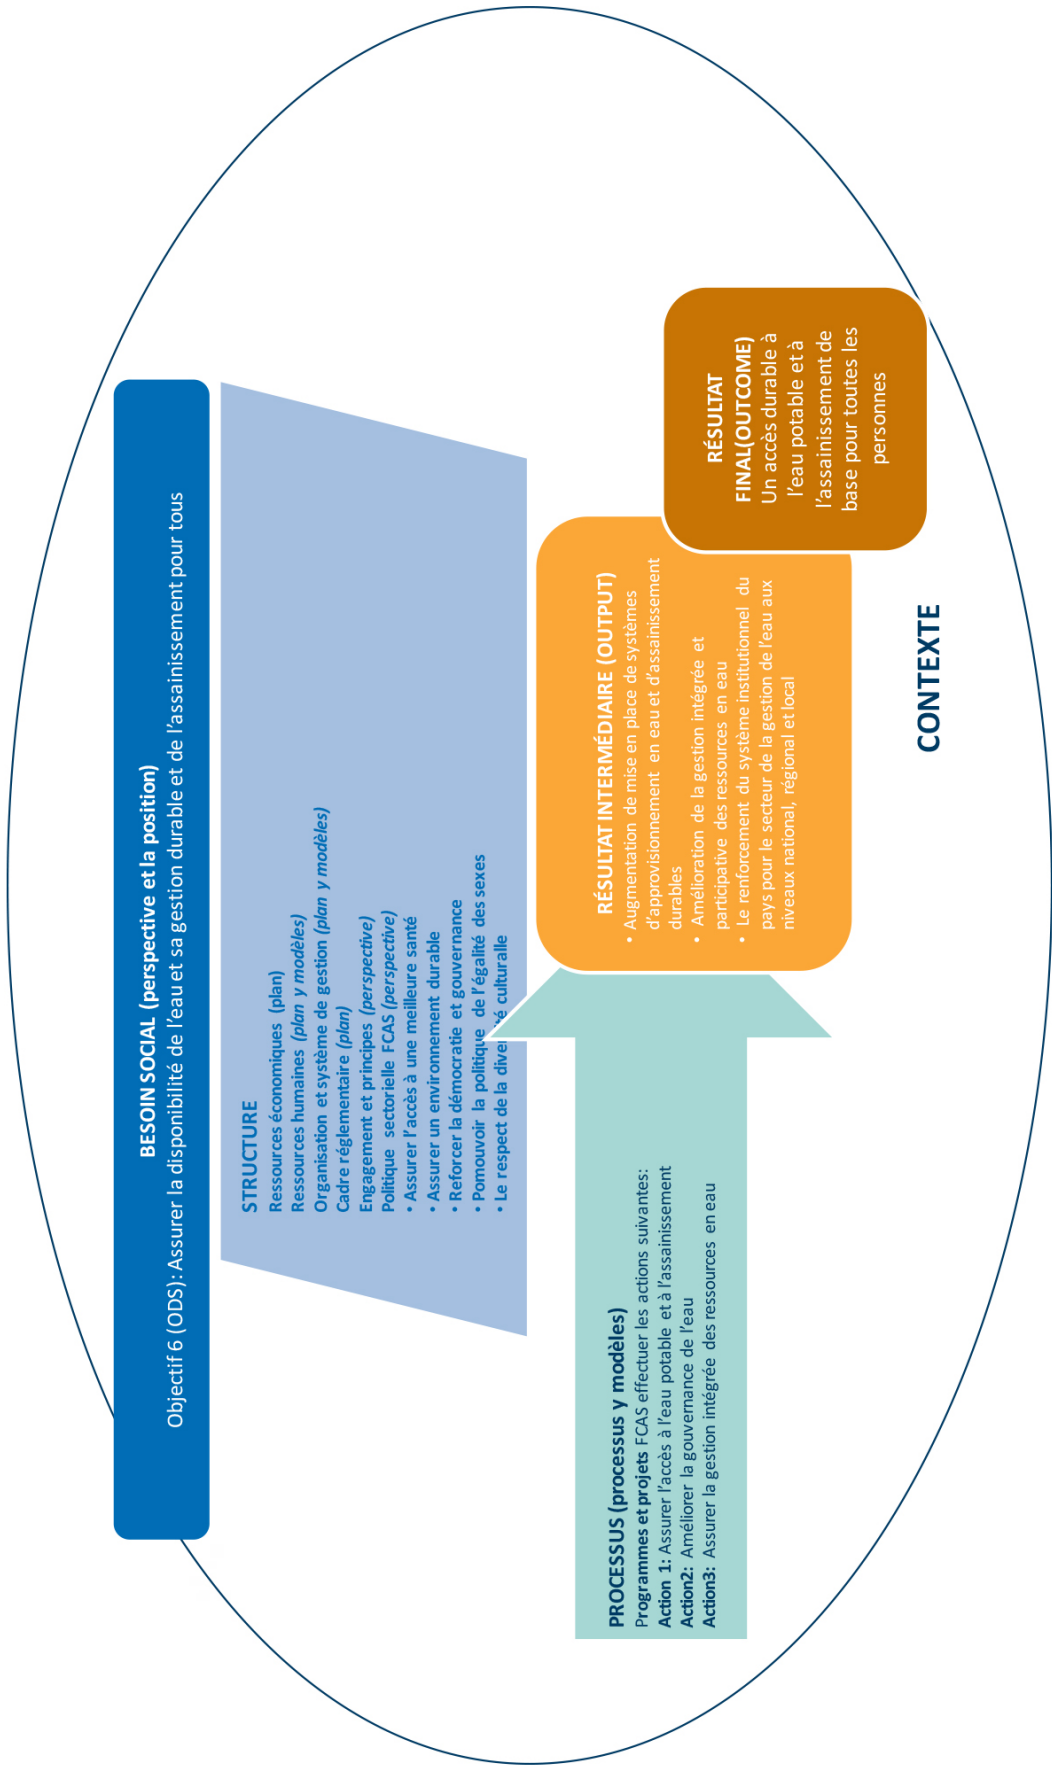 BESOIN SOCIAL (perspective et la position)
Objectif 6 (ODS): Assurer la disponibilité de l'eau et sa gestion durable et de l'assainissement pour tous
STRUCTURE
Ressources économiques (plan)
Ressources humaines (plan y modèles)
Organisation et système de gestion (plan y modèles)
Cadre réglementaire (plan)
Engagement et principes (perspective)
Politique sectorielle FCAS (perspective)
• Assurer l'accès à une meilleure santé
• Assurer un environnement durable
• Reforcer la démocratie et gouvernance
• Pomouvoir la politique de l'égalité des sexes
• Le respect de la diversité culturalle
PROCESSUS (processus y modèles)
Programmes et projets FCAS effectuer les actions suivantes:
Action 1: Assurer l'accès à l'eau potable et à l'assainissement
Action2: Améliorer la gouvernance de l'eau
Action3: Assurer la gestion intégrée des ressources en eau
RÉSULTAT INTERMÉDIAIRE (OUTPUT)
• Augmentation de mise en place de systèmes
d'approvisionnement en eau et d'assainissement
durables
• Amélioration de la gestion intégrée et
participative des ressources en eau
• Le renforcement du système institutionnel du
pays pour le secteur de la gestion de l'eau aux
niveaux national, régional et local
RÉSULTAT
FINAL(OUTCOME)
Un accès durable à
l'eau potable et à
l'assainissement de
base pour toutes les
personnes
CONTEXTE